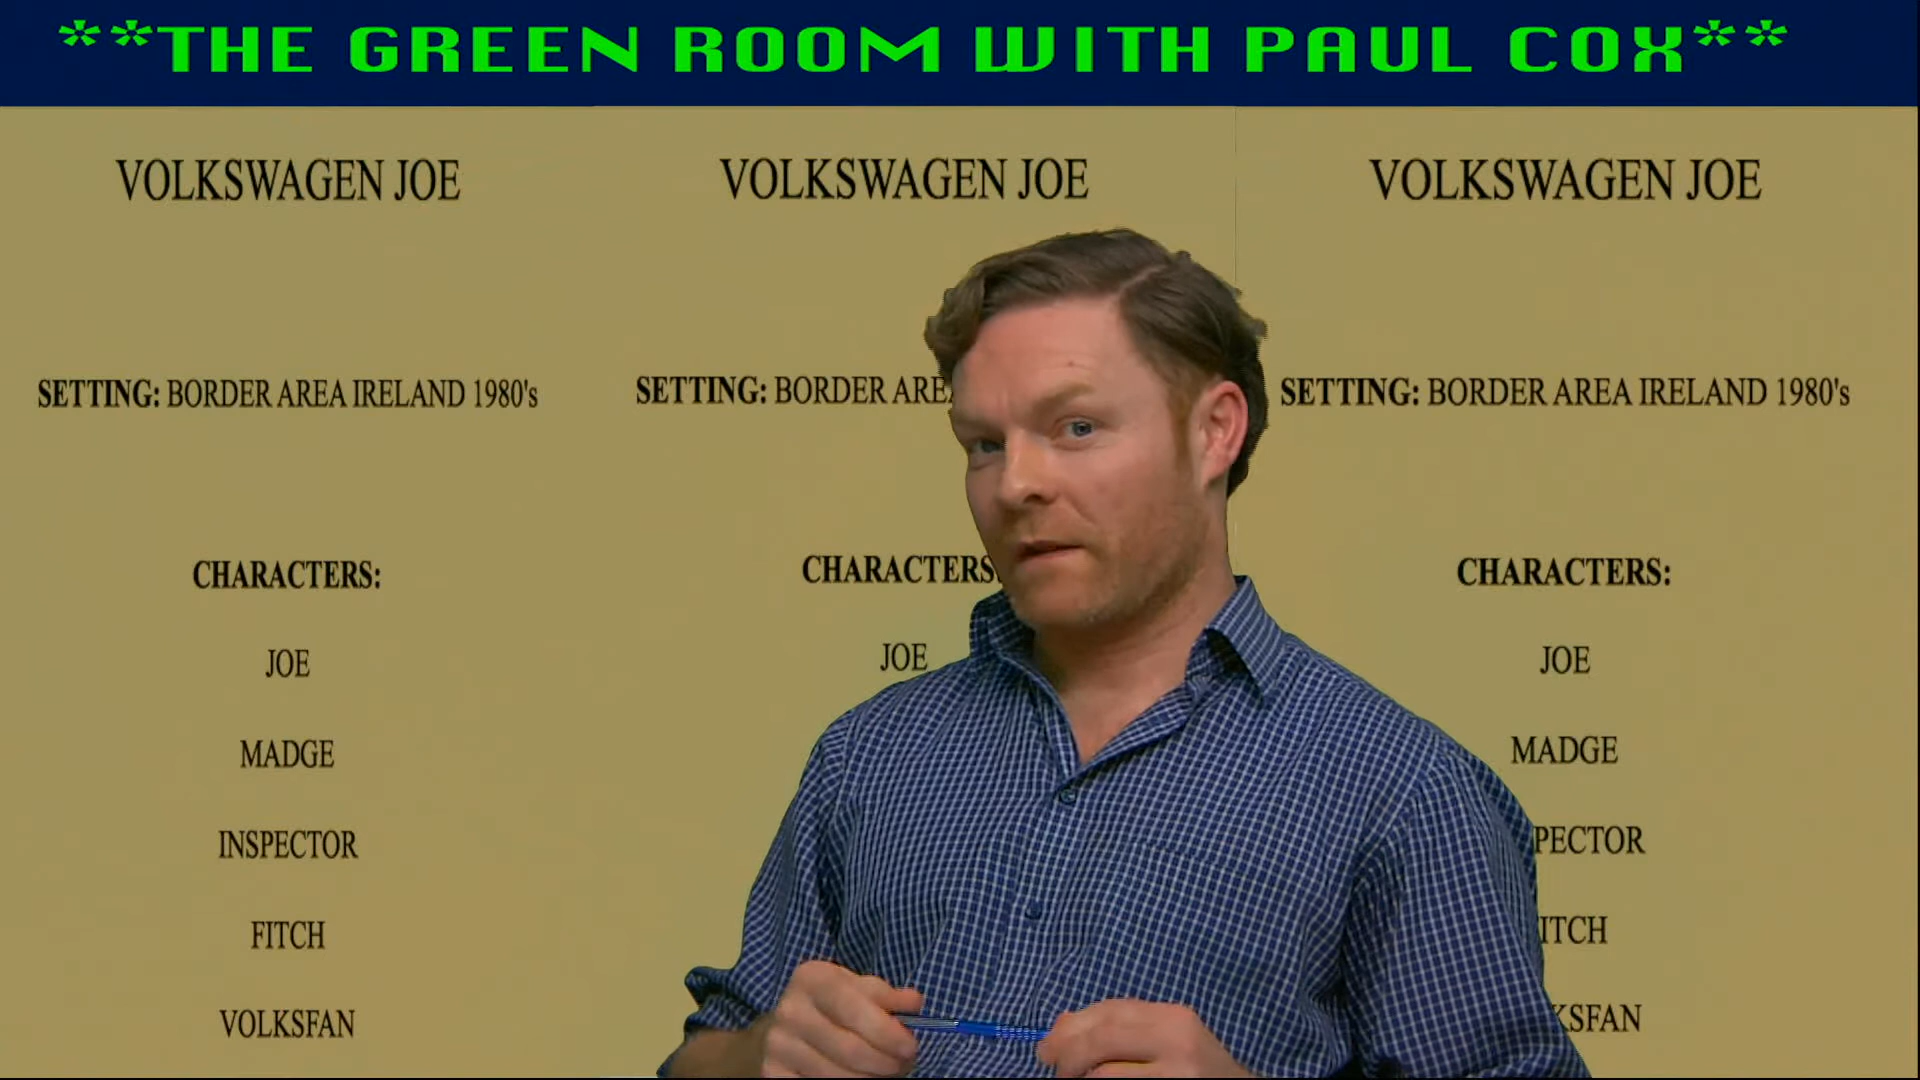 **THE GREEN ROOM WITH PAUL COX**
VOLKSWAGEN JOE
SETTING: BORDER AREA IRELAND 1980's
CHARACTERS:
JOE
MADGE
INSPECTOR
FITCH
VOLKSFAN
VOLKSWAGEN JOE
SETTING: BORDER ARE
CHARACTERS
JOE
VOLKSWAGEN JOE
SETTING: BORDER AREA IRELAND 1980's
CHARACTERS:
JOE
MADGE
PECTOR
ITCH
KSFAN